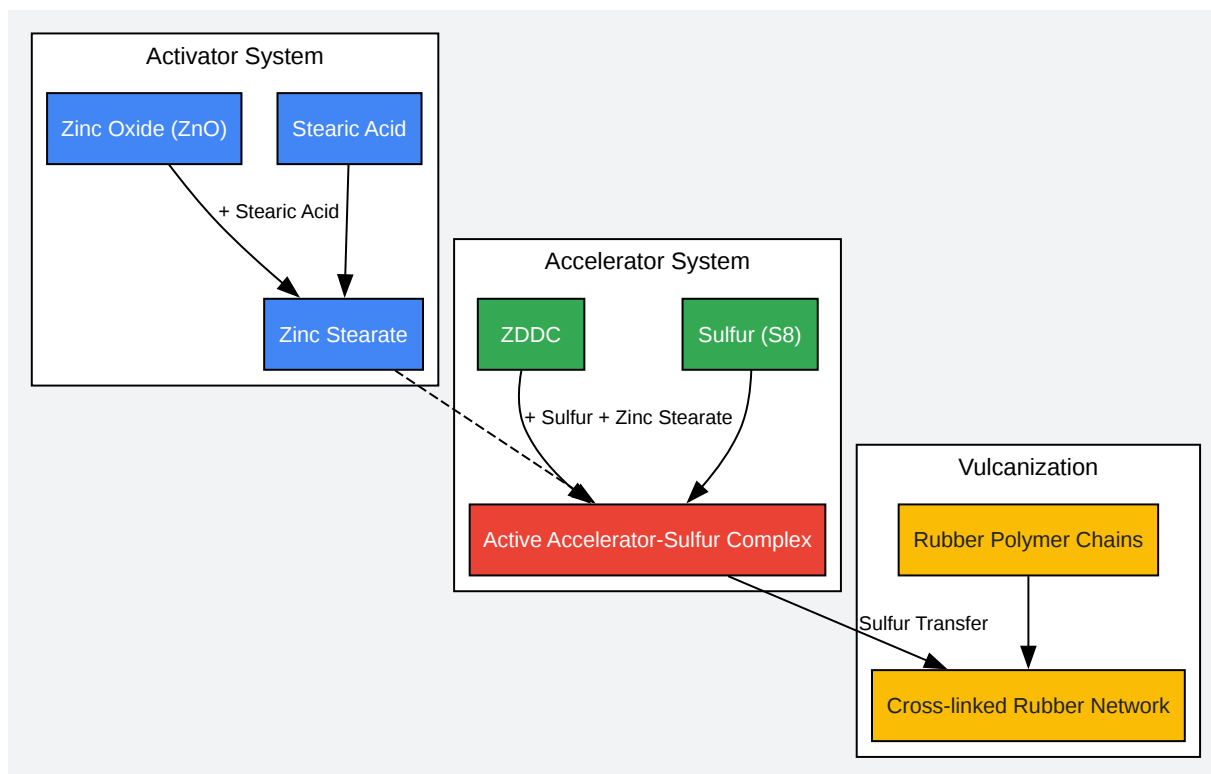 Activator System
Zinc Oxide (ZnO)
Stearic Acid
+ Stearic Acid
Zinc Stearate
Accelerator System
ZDDC
Sulfur (S8)
+ Sulfur + Zinc Stearate
Active Accelerator-Sulfur Complex
Vulcanization
Rubber Polymer Chains
Sulfur Transfer
Cross-linked Rubber Network